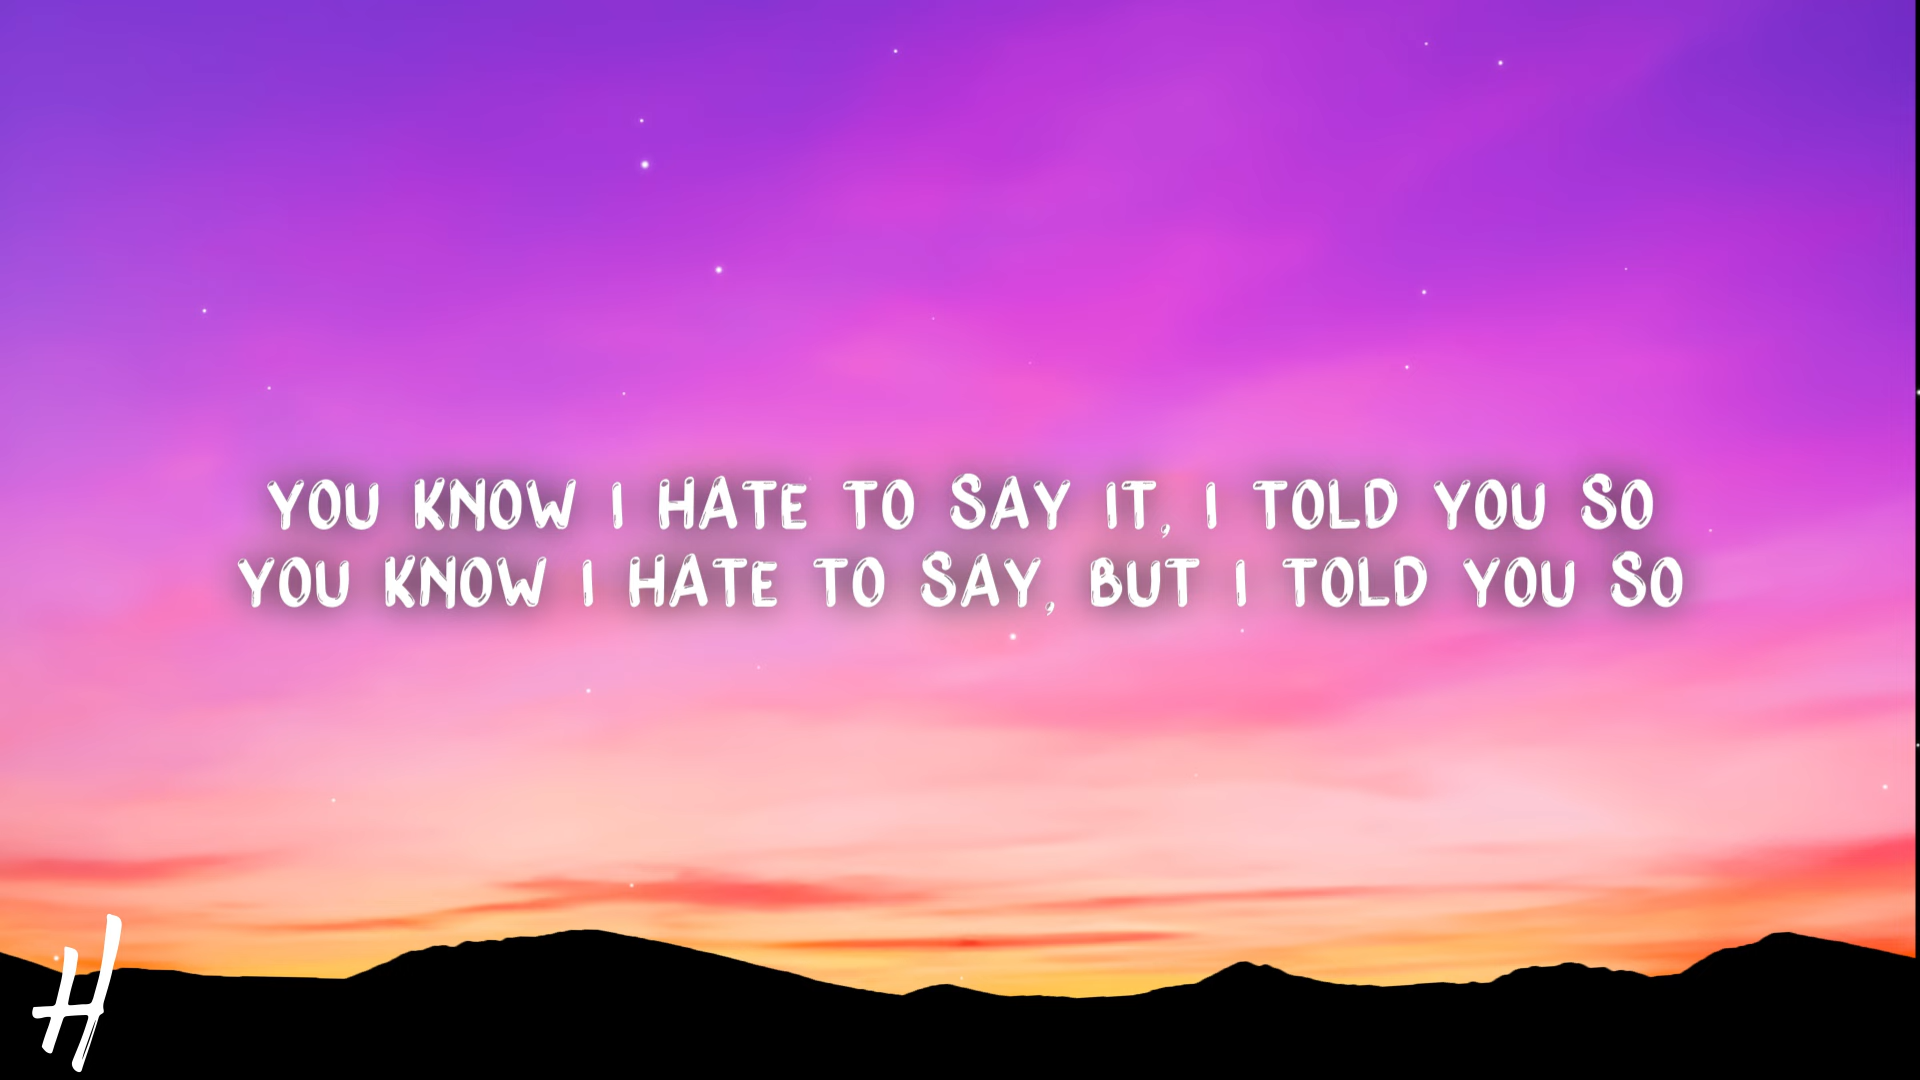 YOU KNOW I HATE TO SAY IT, I TOLD YOU SO
YOU KNOW I HATE TO SAY, BUT I TOLD YOU SO
H